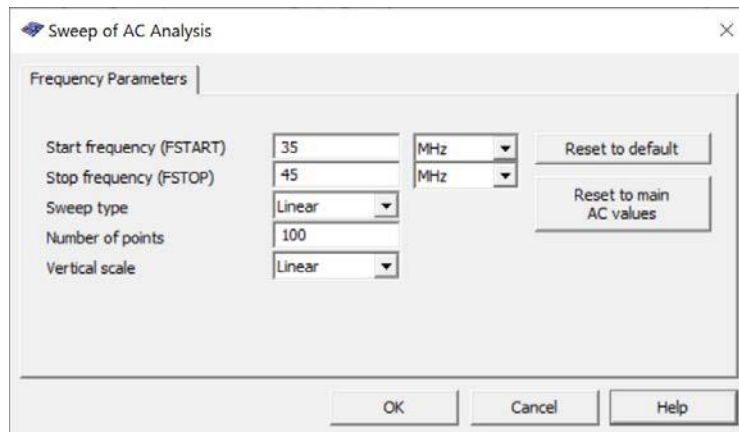 Sweep of AC Analysis
Frequency Parameters
Start frequency (FSTART) 35 MHz Reset to default
Stop frequency (FSTOP) 45 MHz
Sweep type Linear Reset to main
AC values
Number of points 100
Vertical scale Linear
OK Cancel Help